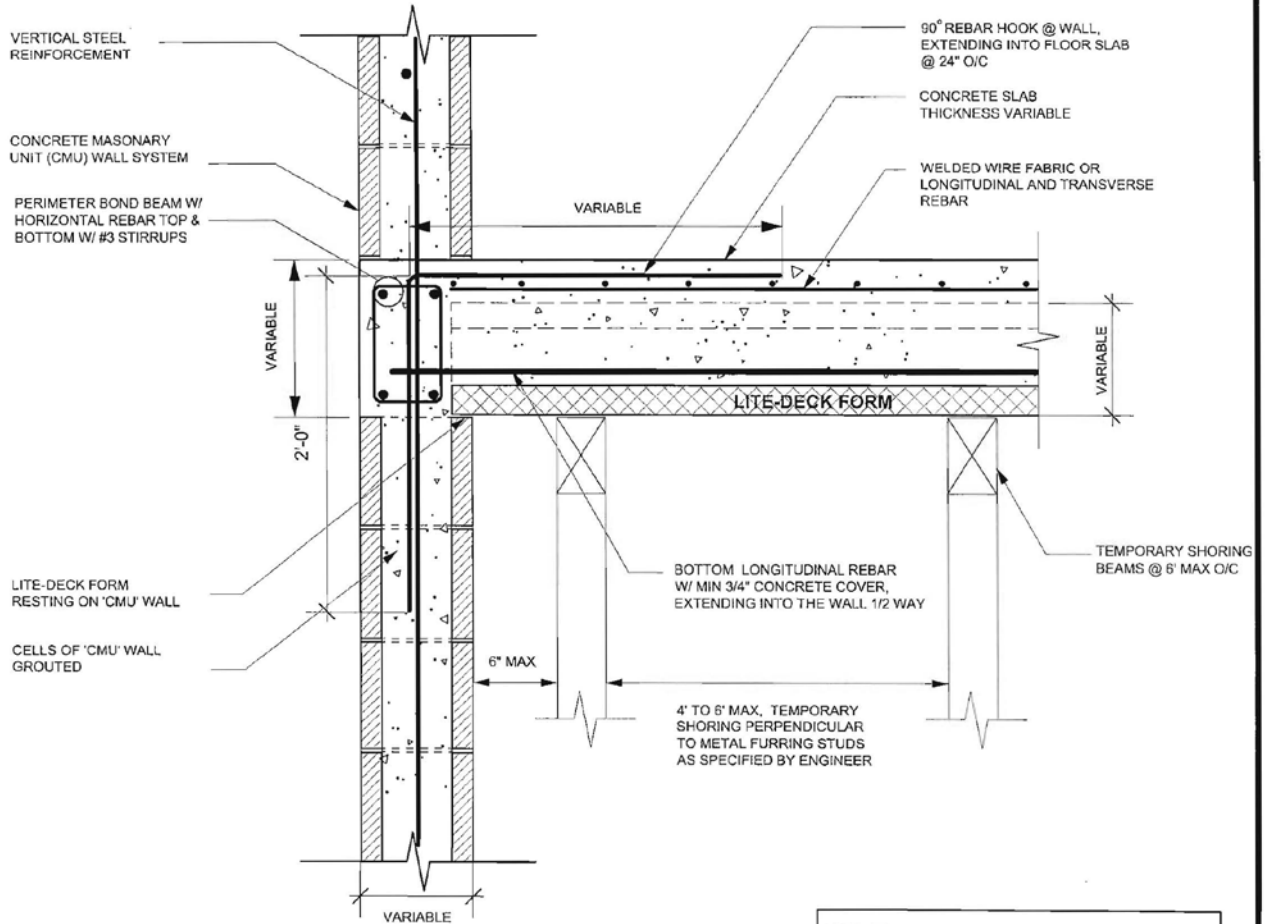 VERTICAL STEEL
REINFORCEMENT
CONCRETE MASONARY
UNIT (CMU) WALL SYSTEM
PERIMETER BOND BEAM W/
HORIZONTAL REBAR TOP &
BOTTOM W/ #3 STIRRUPS
90° REBAR HOOK @ WALL,
EXTENDING INTO FLOOR SLAB
@ 24" O/C
CONCRETE SLAB
THICKNESS VARIABLE
WELDED WIRE FABRIC OR
LONGITUDINAL AND TRANSVERSE
REBAR
VARIABLE
VARIABLE
2'-0"
VARIABLE
LITE-DECK FORM
LITE-DECK FORM
RESTING ON 'CMU' WALL
CELLS OF 'CMU' WALL
GROUTED
BOTTOM LONGITUDINAL REBAR
W/ MIN 3/4" CONCRETE COVER,
EXTENDING INTO THE WALL 1/2 WAY
TEMPORARY SHORING
BEAMS @ 6' MAX O/C
6" MAX
4' TO 6' MAX, TEMPORARY
SHORING PERPENDICULAR
TO METAL FURRING STUDS
AS SPECIFIED BY ENGINEER
VARIABLE